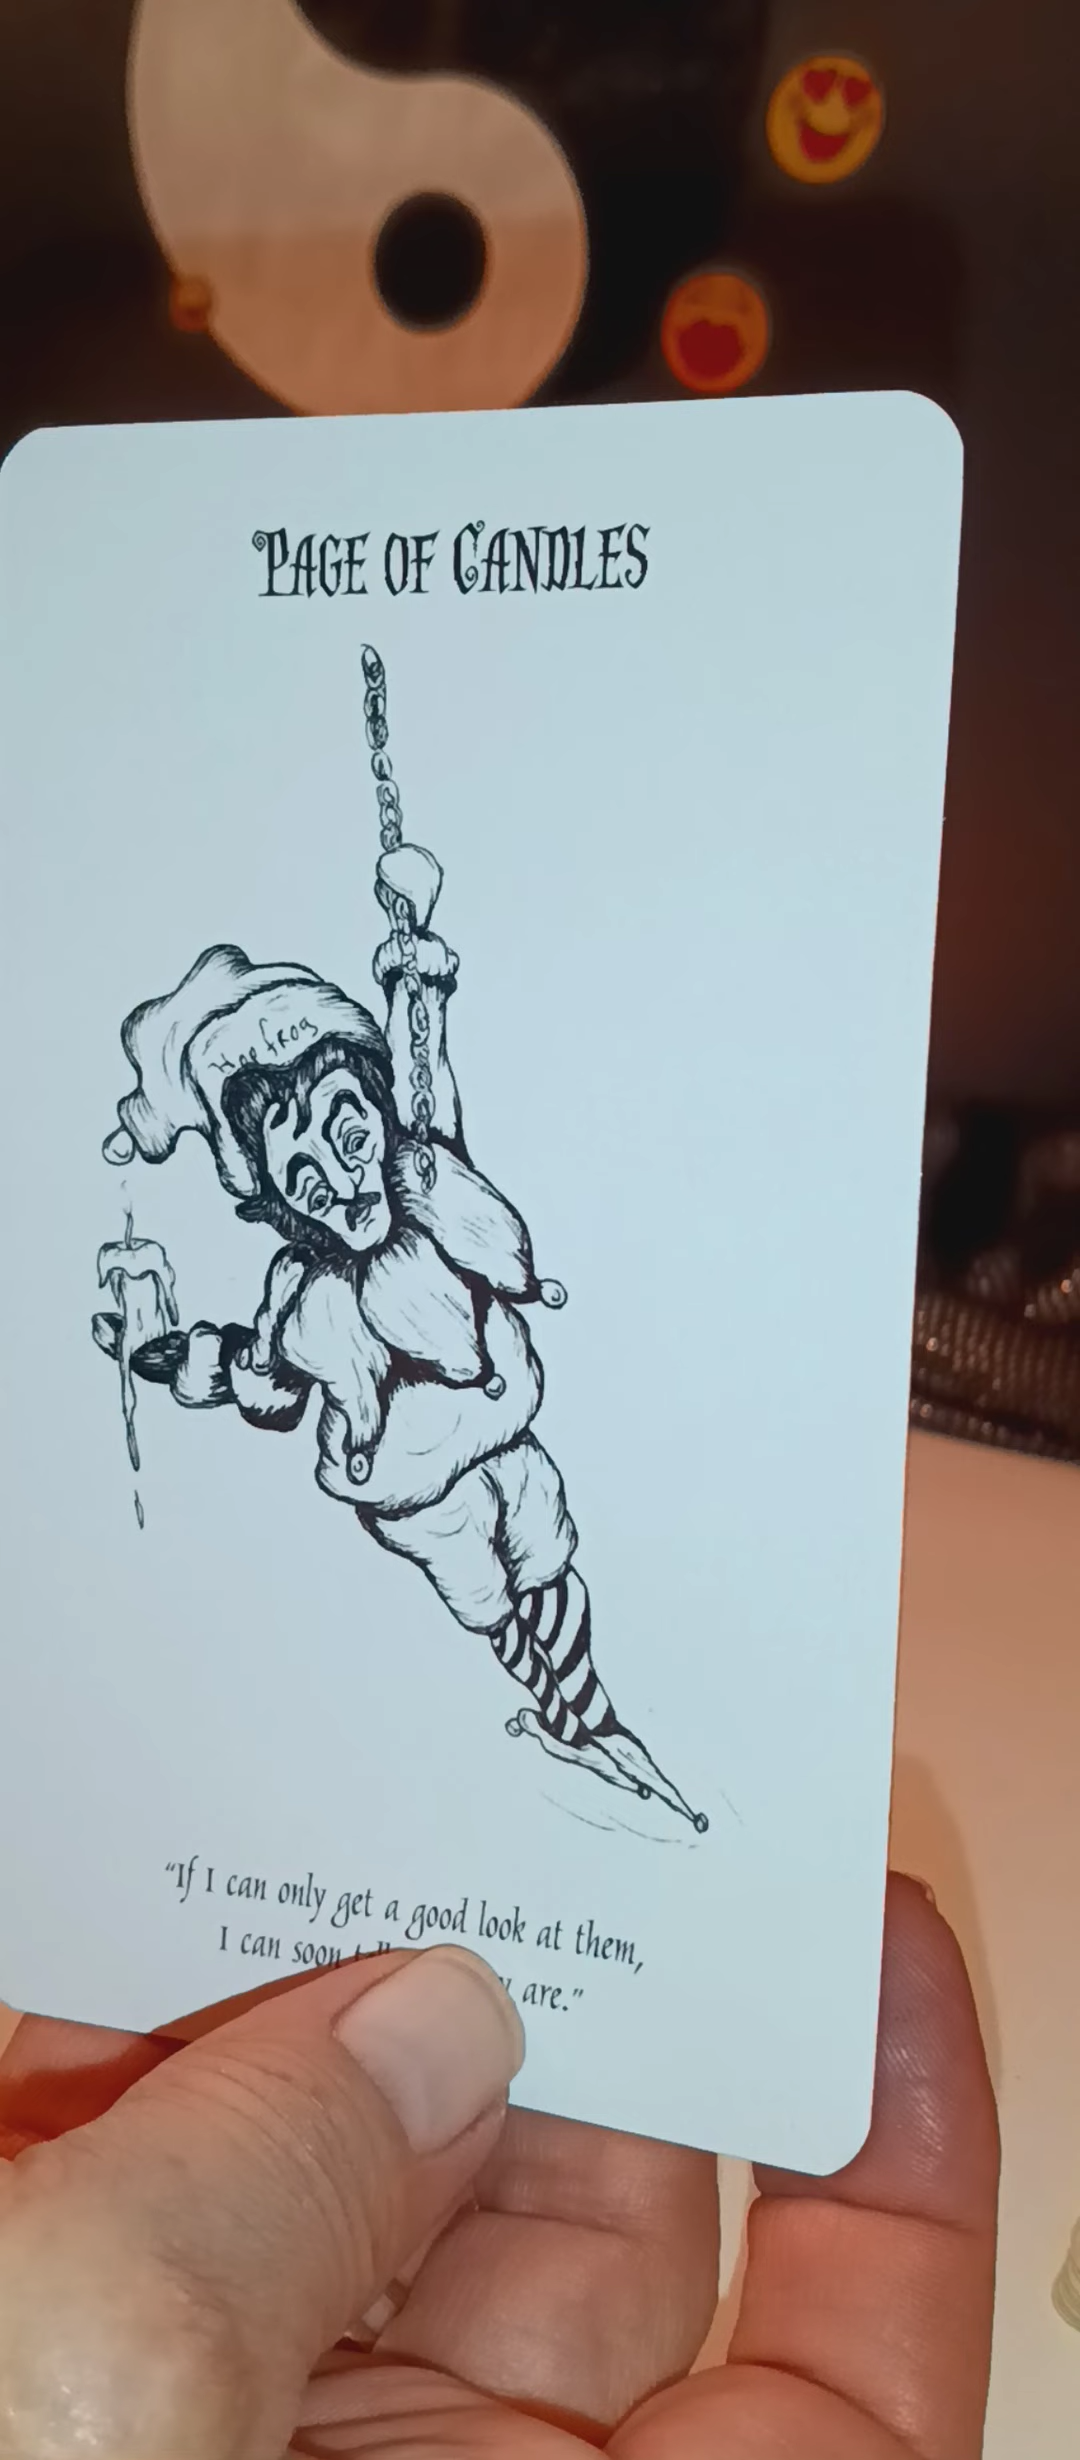 PAGE OF CANDLES
Hop frog
"If I can only get a good look at them,
I can soon
are."